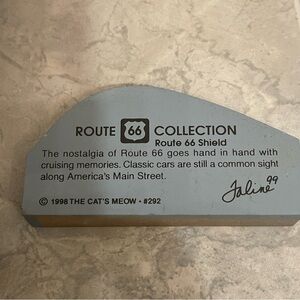 ROUTE 66 COLLECTION
Route 66 Shield
The nostalgia of Route 66 goes hand in hand with
cruising memories. Classic cars are still a common sight
along America's Main Street.
© 1998 THE CAT'S MEOW • #292
Faline 99